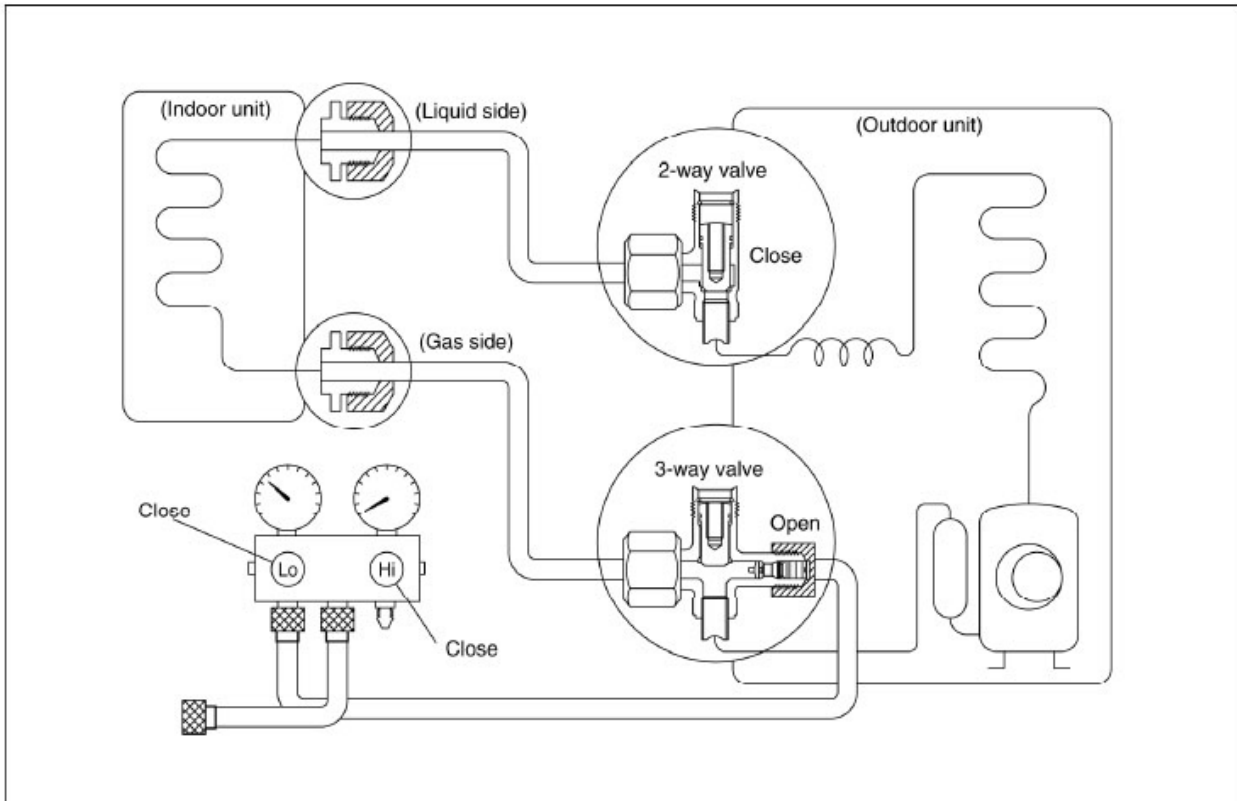 (Indoor unit)
(Liquid side)
(Outdoor unit)
2-way valve
Close
(Gas side)
3-way valve
Open
Close
Lo
Hi
Close